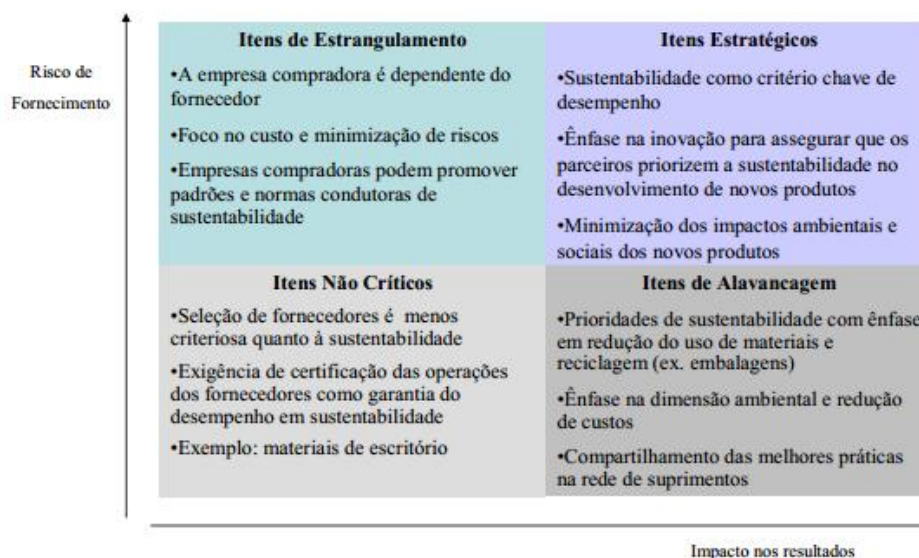 Risco de
Fornecimento
Itens de Estrangulamento
•A empresa compradora é dependente do
fornecedor
•Foco no custo e minimização de riscos
•Empresas compradoras podem promover
padrões e normas condutoras de
sustentabilidade
Itens Estratégicos
•Sustentabilidade como critério chave de
desempenho
•Ênfase na inovação para assegurar que os
parceiros priorizem a sustentabilidade no
desenvolvimento de novos produtos
•Minimização dos impactos ambientais e
sociais dos novos produtos
Itens Não Críticos
•Seleção de fornecedores é menos
criteriosa quanto à sustentabilidade
•Exigência de certificação das operações
dos fornecedores como garantia do
desempenho em sustentabilidade
•Exemplo: materiais de escritório
Itens de Alavancagem
•Prioridades de sustentabilidade com ênfase
em redução do uso de materiais e
reciclagem (ex. embalagens)
•Ênfase na dimensão ambiental e redução
de custos
•Compartilhamento das melhores práticas
na rede de suprimentos
Impacto nos resultados